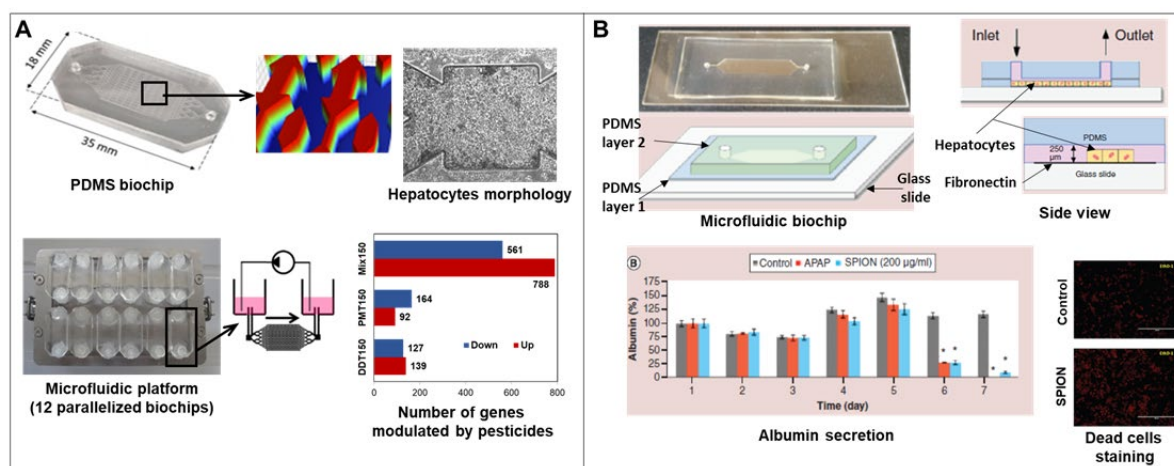 A
18 mm
35 mm
PDMS biochip
Hepatocytes morphology
Microfluidic platform
(12 parallelized biochips)
Mix150
PMT150
DDT150
561
788
164
92
127
139
Down
Up
0
200
400
600
800
Number of genes
modulated by pesticides
B
PDMS
layer 2
PDMS
layer 1
Glass
slide
Microfluidic biochip
Inlet
Outlet
Hepatocytes
PDMS
250
µm
Fibronectin
Glass slide
Side view
B
Control
APAP
SPION (200 µg/ml)
Albumin (%)
175
150
125
100
75
50
25
0
* * * *
1
2
3
4
5
6
7
Time (day)
Albumin secretion
Control
SPION
Dead cells
staining